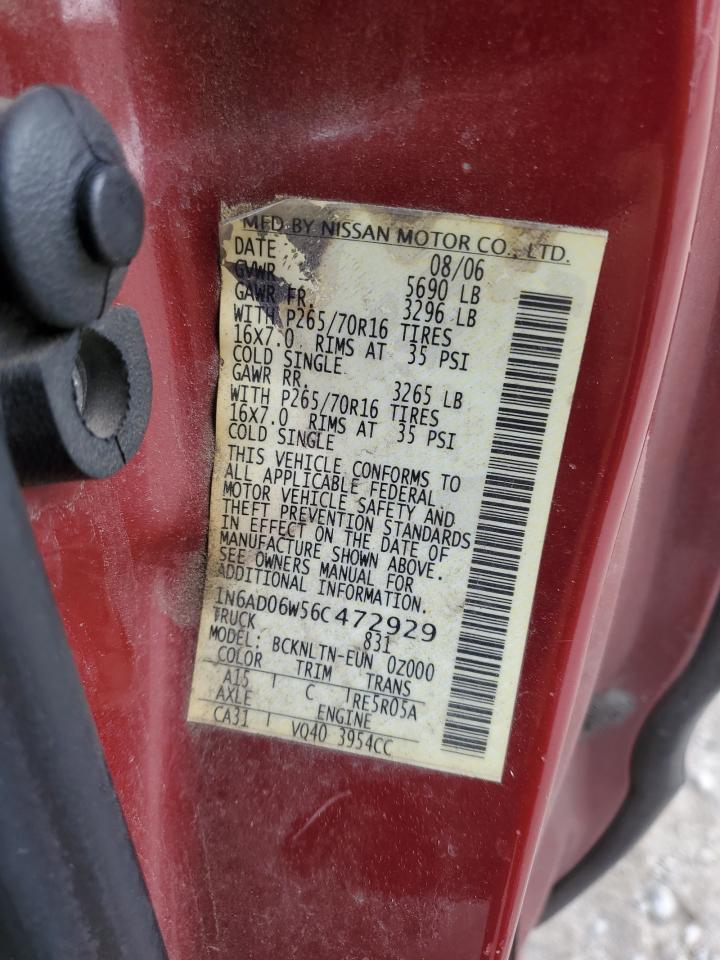 MFD BY NISSAN MOTOR CO., LTD.
DATE 08/06
GVWR 5690 LB
GAWR FR. 3296 LB
WITH P265/70R16 TIRES
16X7.0 RIMS AT 35 PSI
COLD SINGLE
GAWR RR. 3265 LB
WITH P265/70R16 TIRES
16X7.0 RIMS AT 35 PSI
COLD SINGLE
THIS VEHICLE CONFORMS TO
ALL APPLICABLE FEDERAL
MOTOR VEHICLE SAFETY AND
THEFT PREVENTION STANDARDS
IN EFFECT ON THE DATE OF
MANUFACTURE SHOWN ABOVE.
SEE OWNERS MANUAL FOR
ADDITIONAL INFORMATION.
1N6AD06W56C472929
TRUCK 831
MODEL: BCKNLTN-EUN 0Z000
COLOR TRIM TRANS
A15 C RE5R05A
AXLE ENGINE
CA31 VQ40 3954CC